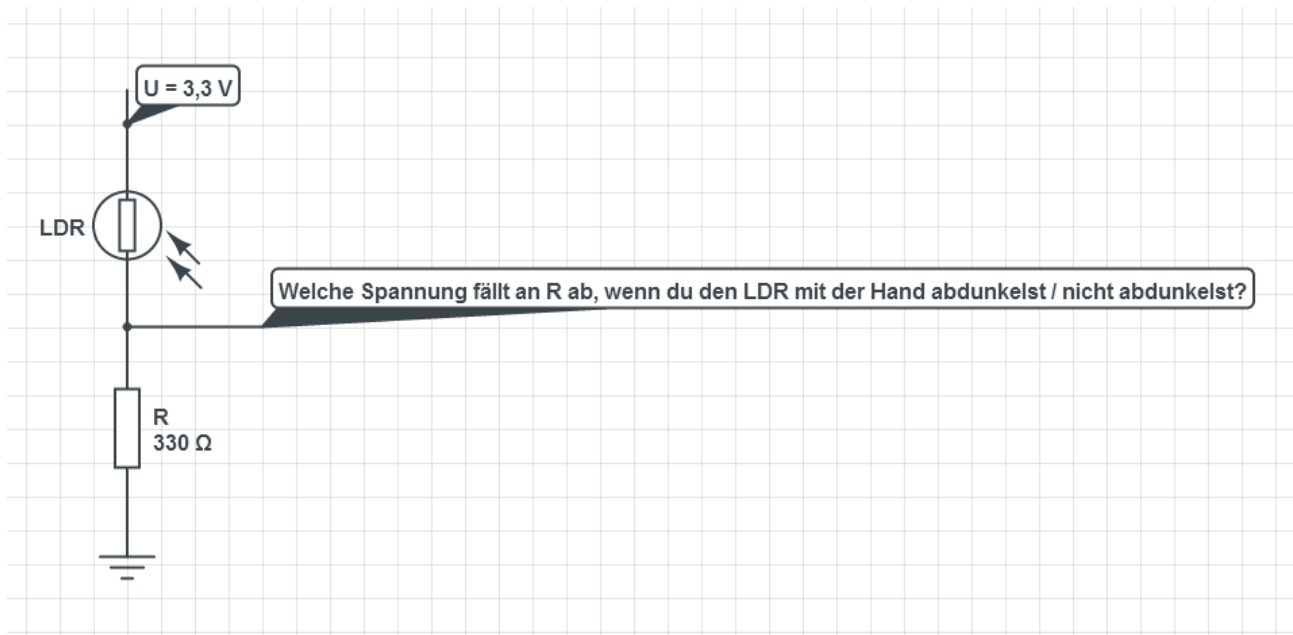 U = 3,3 V
LDR
Welche Spannung fällt an R ab, wenn du den LDR mit der Hand abdunkelst / nicht abdunkelst?
R
330 Ω